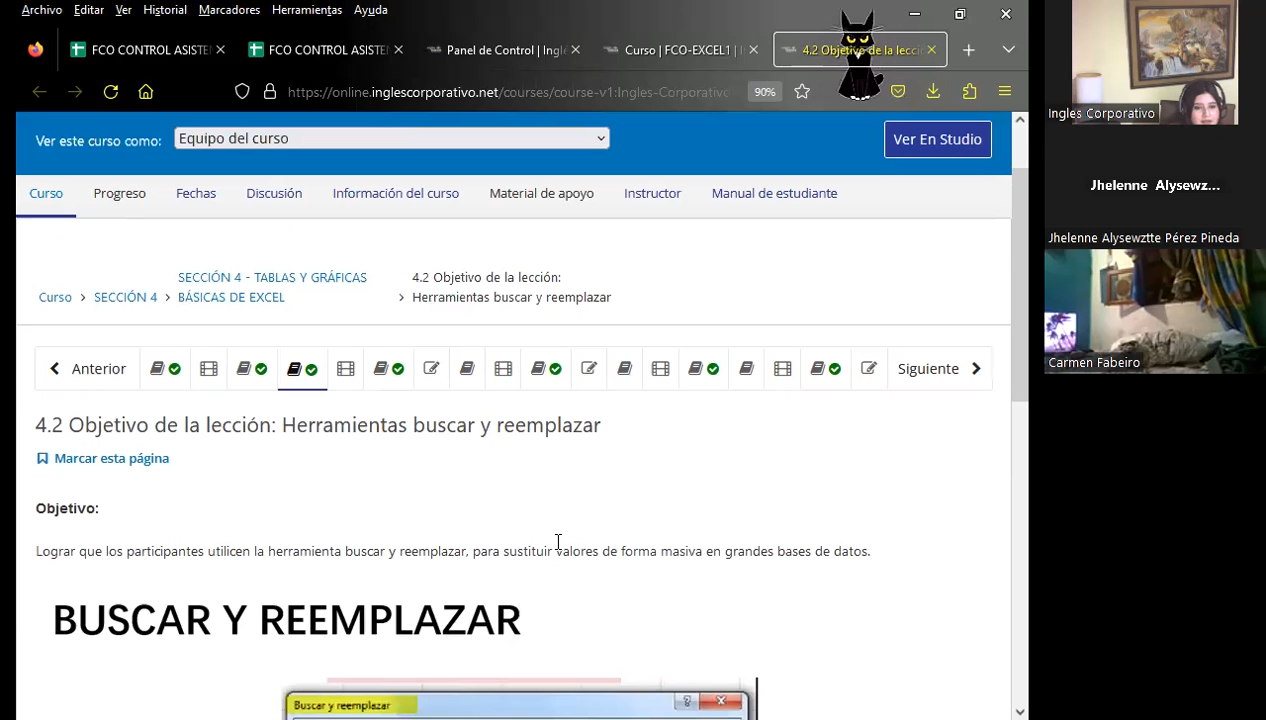 Archivo Editar Ver Historial Marcadores Herramientas Ayuda
FCO CONTROL ASISTE
FCO CONTROL ASISTE
Panel de Control | Ingl
Curso | FCO-EXCEL1 | I
4.2 Objetivo de la lecci
https://online.inglescorporativo.net/courses/course-v1:Ingles-Corporativo
90%
Ver este curso como:
Equipo del curso
Ver En Studio
Curso Progreso Fechas Discusión Información del curso Material de apoyo Instructor Manual de estudiante
Curso > SECCIÓN 4 >
SECCIÓN 4 - TABLAS Y GRÁFICAS
BÁSICAS DE EXCEL
> 4.2 Objetivo de la lección:
Herramientas buscar y reemplazar
Anterior
Siguiente
4.2 Objetivo de la lección: Herramientas buscar y reemplazar
Marcar esta página
Objetivo:
Lograr que los participantes utilicen la herramienta buscar y reemplazar, para sustituir valores de forma masiva en grandes bases de datos.
BUSCAR Y REEMPLAZAR
Buscar y reemplazar
Ingles Corporativo
Jhelenne Alysewz...
Jhelenne Alysewztte Pérez Pineda
Carmen Fabeiro